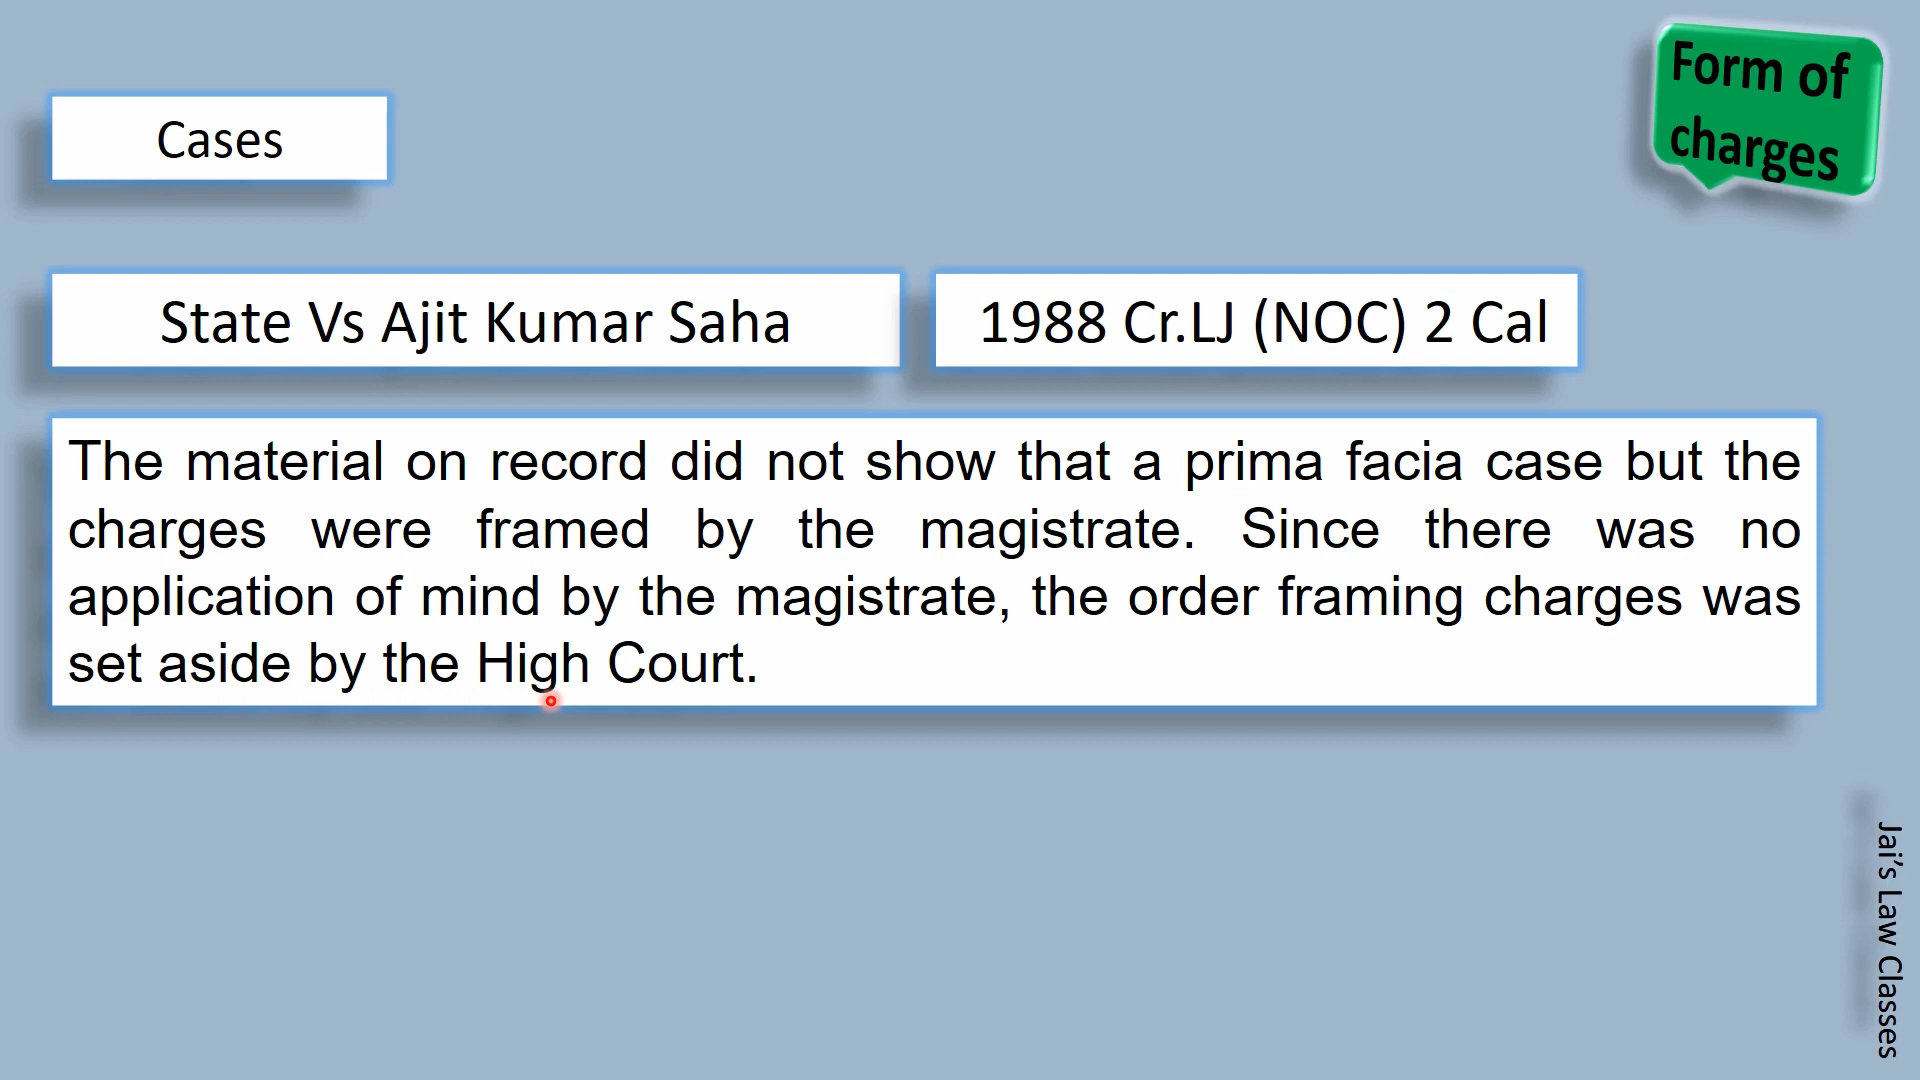 Form of
charges
Cases
State Vs Ajit Kumar Saha
1988 Cr.LJ (NOC) 2 Cal
The material on record did not show that a prima facia case but the
charges were framed by the magistrate. Since there was no
application of mind by the magistrate, the order framing charges was
set aside by the High Court.
Jai's Law Classes